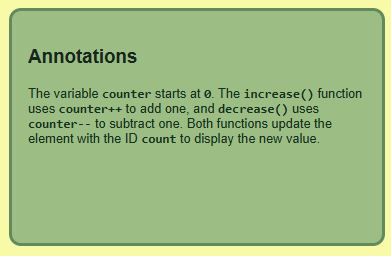 Annotations
The variable counter starts at 0. The increase() function
uses counter++ to add one, and decrease() uses
counter-- to subtract one. Both functions update the
element with the ID count to display the new value.